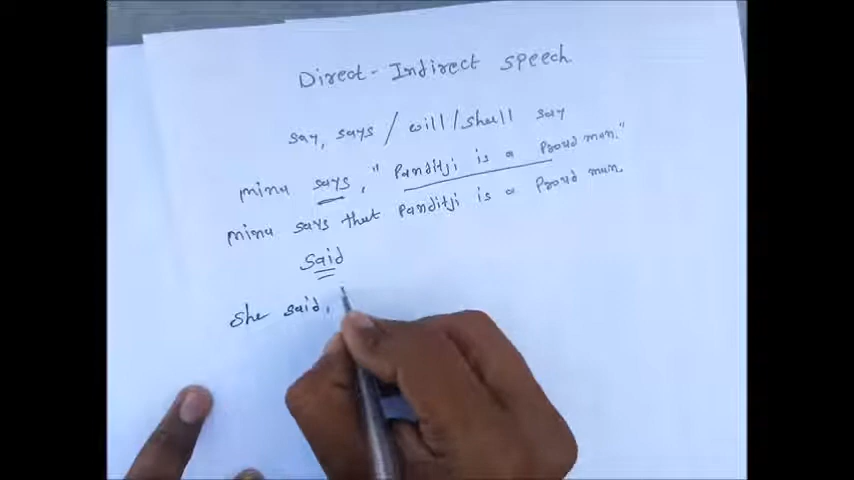 Direct - Indirect speech.
say, says / will / shall say
minu says, "Panditji is a Proud man."
minu says that Panditji is a Proud man.
said
she said,